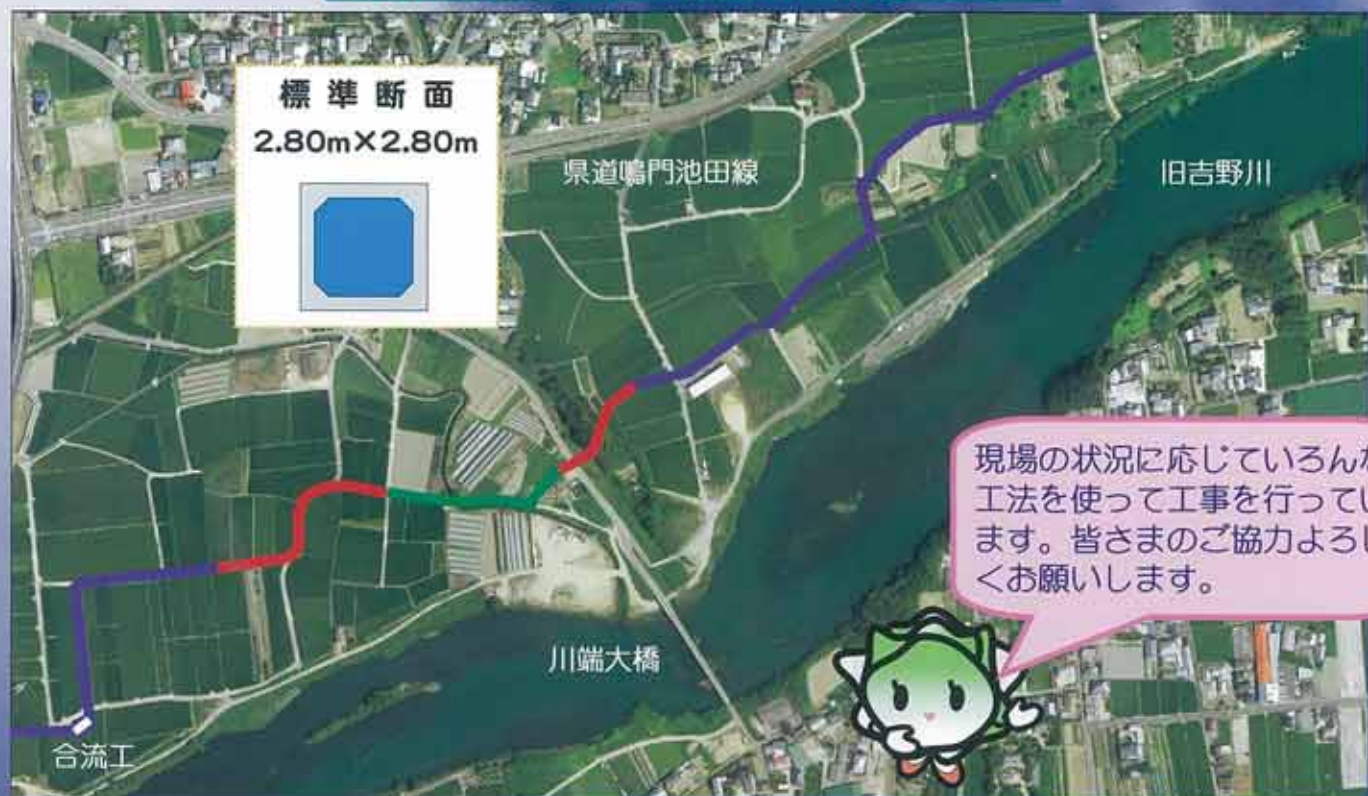 標準断面
2.80m×2.80m
県道鳴門池田線
旧吉野川
現場の状況に応じていろんな
工法を使って工事を行ってい
ます。皆さまのご協力よろし
くお願いします。
川端大橋
合流工